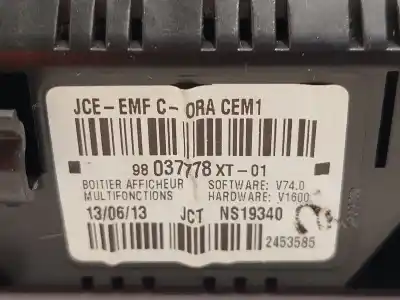 JCE-EMF C- ORA CEM1
98 037778 XT-01
BOITIER AFFICHEUR SOFTWARE: V74.0
MULTIFONCTIONS HARDWARE: V1600
13/06/13 JCT NS19340
2453585